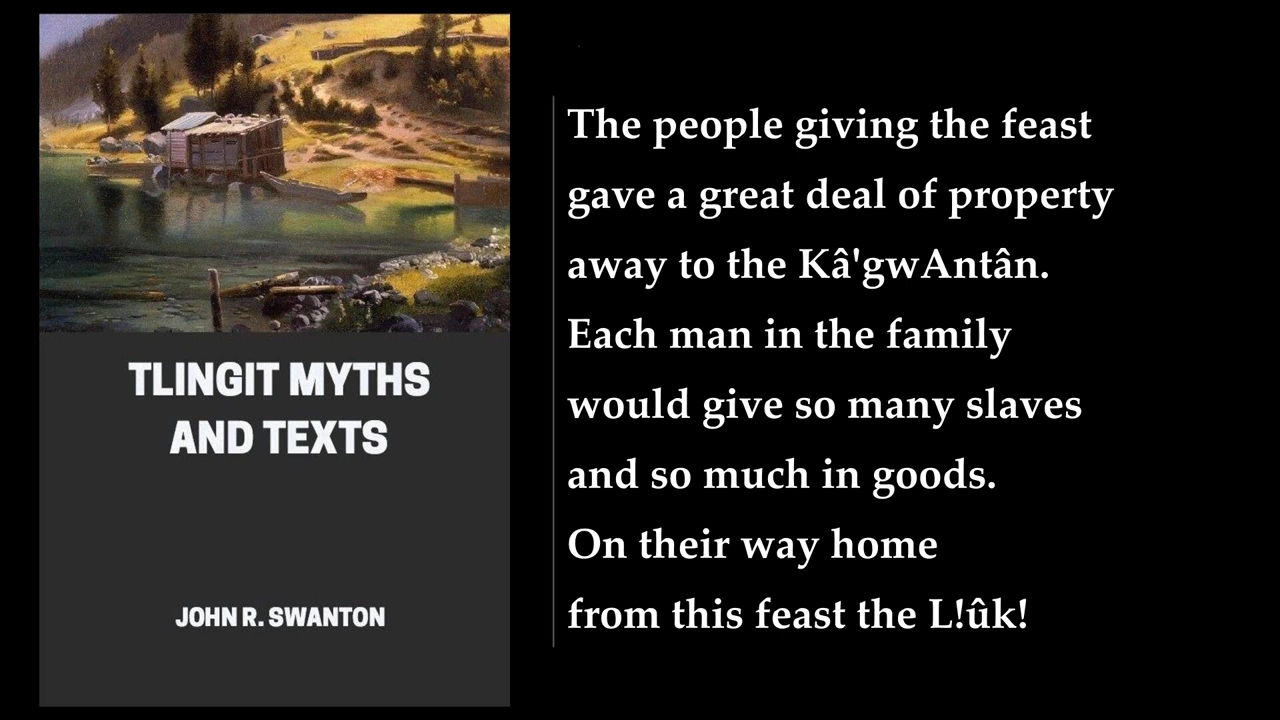 TLINGIT MYTHS
AND TEXTS
JOHN R. SWANTON
The people giving the feast
gave a great deal of property
away to the Kâ'gwAntân.
Each man in the family
would give so many slaves
and so much in goods.
On their way home
from this feast the L!ûk!